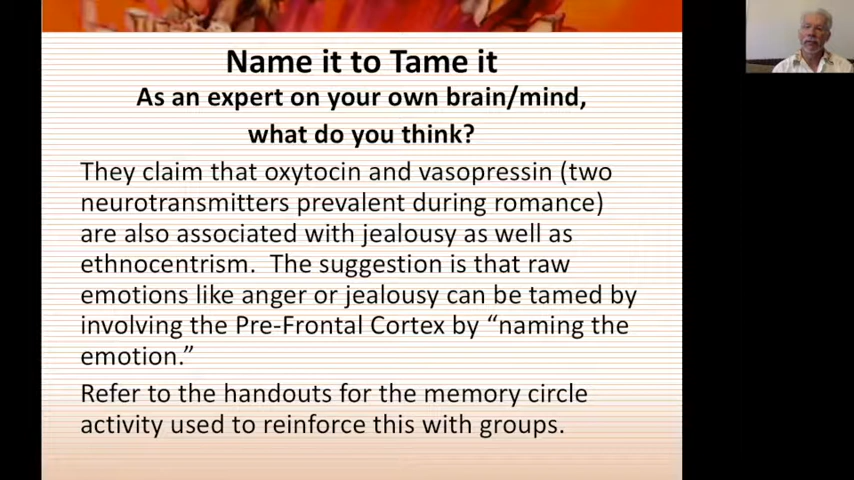 Name it to Tame it
As an expert on your own brain/mind,
what do you think?
They claim that oxytocin and vasopressin (two
neurotransmitters prevalent during romance)
are also associated with jealousy as well as
ethnocentrism.  The suggestion is that raw
emotions like anger or jealousy can be tamed by
involving the Pre-Frontal Cortex by “naming the
emotion.”
Refer to the handouts for the memory circle
activity used to reinforce this with groups.